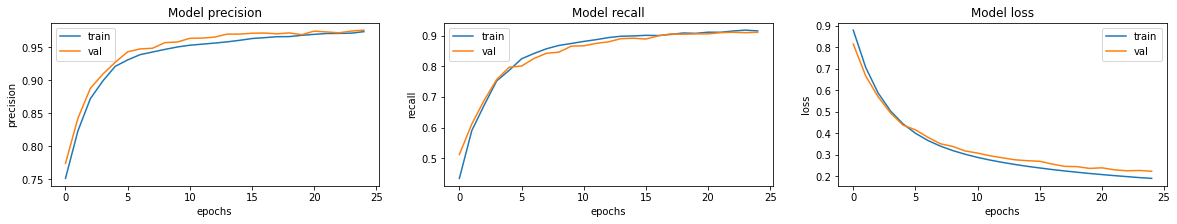 Model precision
train
val
0.95
0.90
0.85
0.80
0.75
precision
0
5
10
15
20
25
epochs
Model recall
train
val
0.9
0.8
0.7
0.6
0.5
recall
0
5
10
15
20
25
epochs
Model loss
train
val
0.9
0.8
0.7
0.6
0.5
0.4
0.3
0.2
loss
0
5
10
15
20
25
epochs